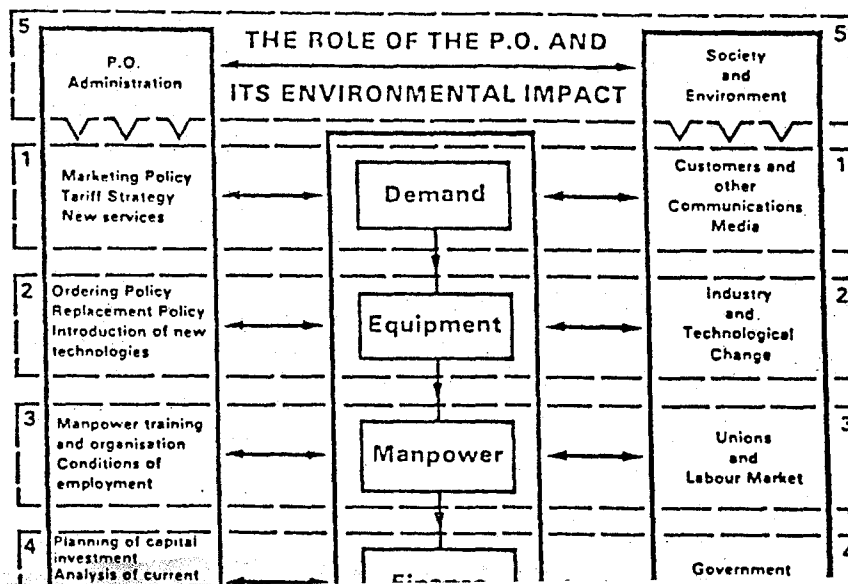 5
P.O.
Administration
THE ROLE OF THE P.O. AND
ITS ENVIRONMENTAL IMPACT
Society
and
Environment
5
1
Marketing Policy
Tariff Strategy
New services
Demand
Customers and
other
Communications
Media
1
2
Ordering Policy
Replacement Policy
Introduction of new
technologies
Equipment
Industry
and
Technological
Change
2
3
Manpower training
and organisation
Conditions of
employment
Manpower
Unions
and
Labour Market
3
4
Planning of capital
investment
Analysis of current
Finance
Government
4